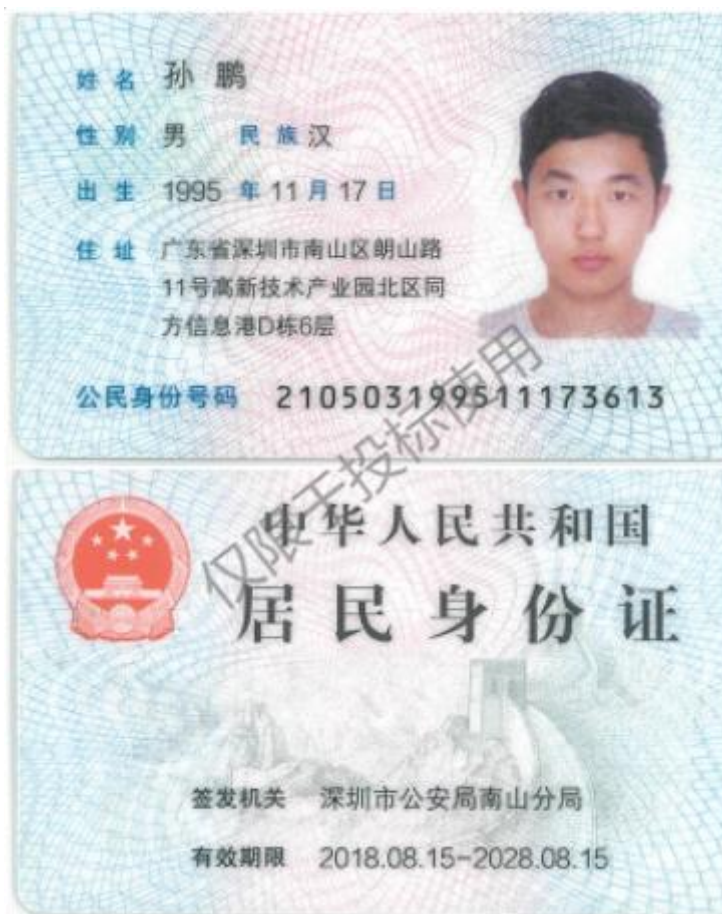 姓名 孙鹏
性别 男 民族 汉
出生 1995 年 11 月 17 日
住址 广东省深圳市南山区朗山路
11号高新技术产业园北区同
方信息港D栋6层
公民身份号码 210503199511173613
仅限于投标使用
中华人民共和国
居民身份证
签发机关 深圳市公安局南山分局
有效期限 2018.08.15-2028.08.15